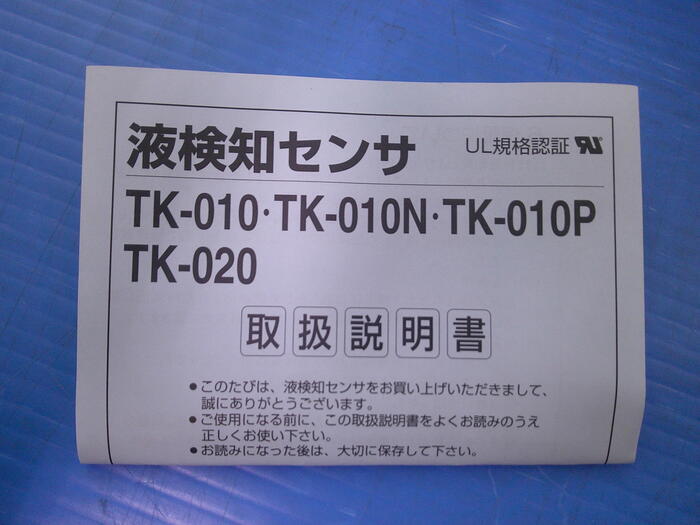 液検知センサ UL規格認証
TK-010・TK-010N・TK-010P
TK-020
取扱説明書
●このたびは、液検知センサをお買い上げいただきまして、
誠にありがとうございます。
●ご使用になる前に、この取扱説明書をよくお読みのうえ
正しくお使い下さい。
●お読みになった後は、大切に保存して下さい。